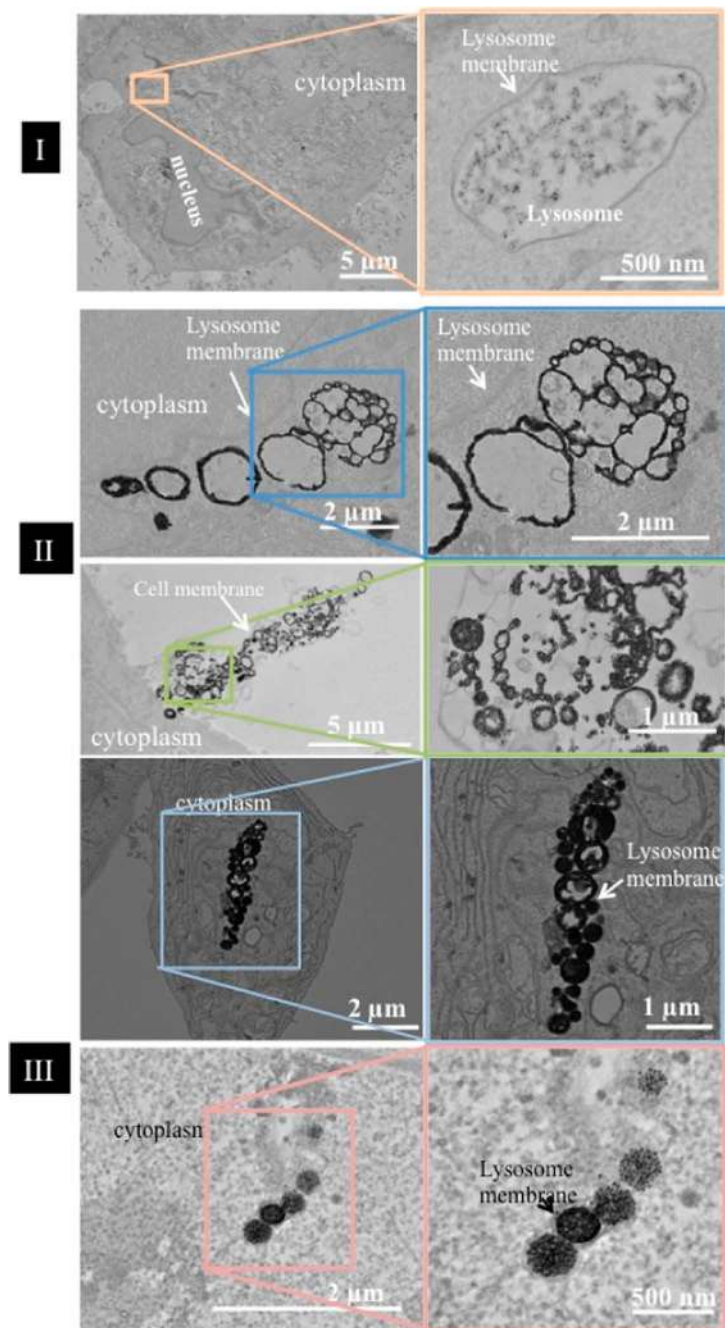 I
cytoplasm
nucleus
5 µm
Lysosome
membrane
Lysosome
500 nm
II
Lysosome
membrane
cytoplasm
2 µm
Lysosome
membrane
2 µm
Cell membrane
cytoplasm
5 µm
1 µm
III
cytoplasm
2 µm
Lysosome
membrane
1 µm
cytoplasm
2 µm
Lysosome
membrane
500 nm